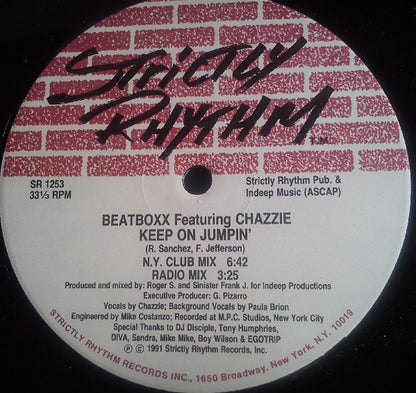 STRICTLY
RHYTHM
T.M.
SR 1253
33⅓ RPM
Strictly Rhythm Pub. &
Indeep Music (ASCAP)
BEATBOXX Featuring CHAZZIE
KEEP ON JUMPIN'
(R. Sanchez, F. Jefferson)
N.Y. CLUB MIX 6:42
RADIO MIX 3:25
Produced and mixed by: Roger S. and Sinister Frank J. for Indeep Productions
Executive Producer: G. Pizarro
Vocals by Chazzie; Background Vocals by Paula Brion
Engineered by Mike Costanzo; Recorded at M.P.C. Studios, New York City
Special Thanks to DJ Disciple, Tony Humphries,
DIVA, Sandra, Mike Mike, Boy Wilson & EGOTRIP
Ⓟ © 1991 Strictly Rhythm Records, Inc.
STRICTLY RHYTHM RECORDS INC., 1650 Broadway, New York, N.Y. 10019